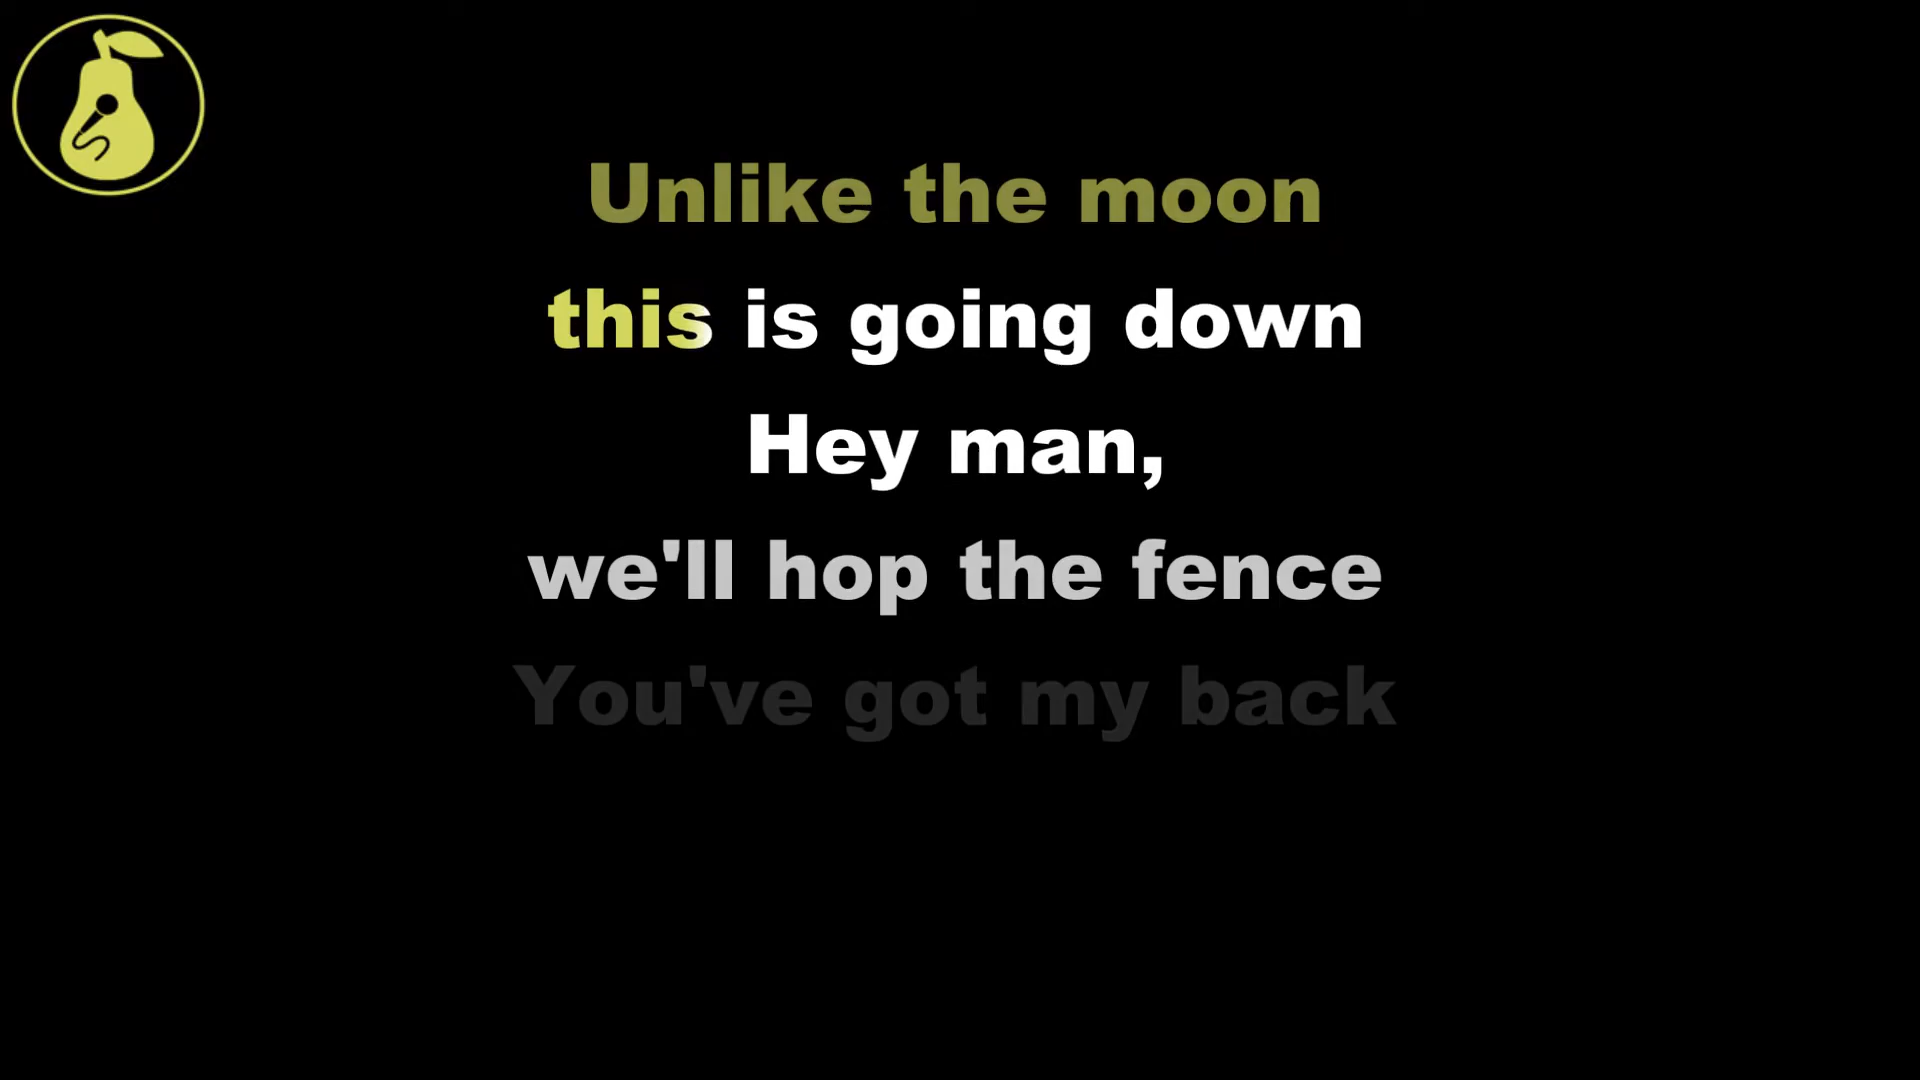 Unlike the moon
this is going down
Hey man,
we'll hop the fence
You've got my back